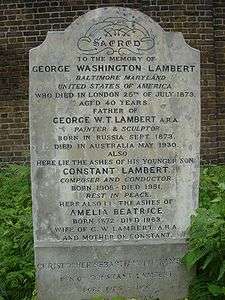 SACRED
TO THE MEMORY OF
GEORGE WASHINGTON LAMBERT
BALTIMORE MARYLAND
UNITED STATES OF AMERICA
WHO DIED IN LONDON 25TH OF JULY 1873
AGED 40 YEARS
FATHER OF
GEORGE W.T. LAMBERT A.R.A.
PAINTER & SCULPTOR
BORN IN RUSSIA SEPT. 1873
DIED IN AUSTRALIA MAY 1930
ALSO
HERE LIE THE ASHES OF HIS YOUNGER SON
CONSTANT LAMBERT
COMPOSER AND CONDUCTOR
BORN 1905 – DIED 1951
REST IN PEACE
HERE ALSO LIE THE ASHES OF
AMELIA BEATRICE
BORN 1872 DIED 1963
WIFE OF G.W. LAMBERT A.R.A.
AND MOTHER OF CONSTANT